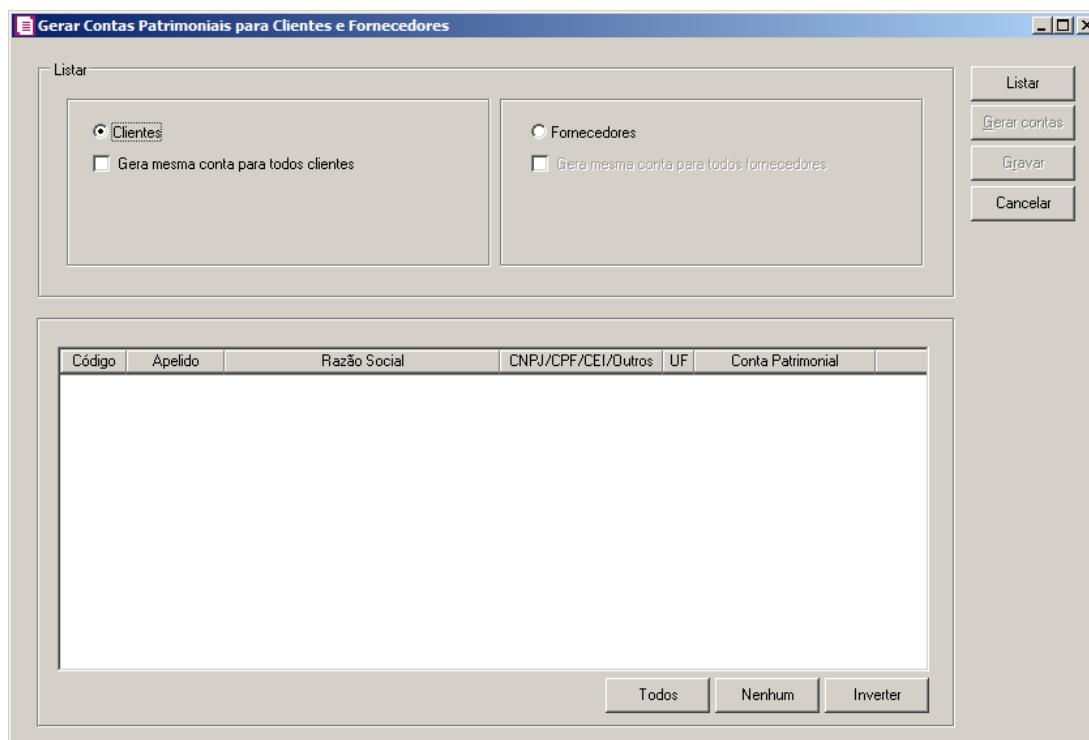 Gerar Contas Patrimoniais para Clientes e Fornecedores
Listar
Clientes
Gera mesma conta para todos clientes
Fornecedores
Gera mesma conta para todos fornecedores
Listar
Gerar contas
Gravar
Cancelar
Código Apelido Razão Social CNPJ/CPF/CEI/Outros UF Conta Patrimonial
Todos Nenhum Inverter